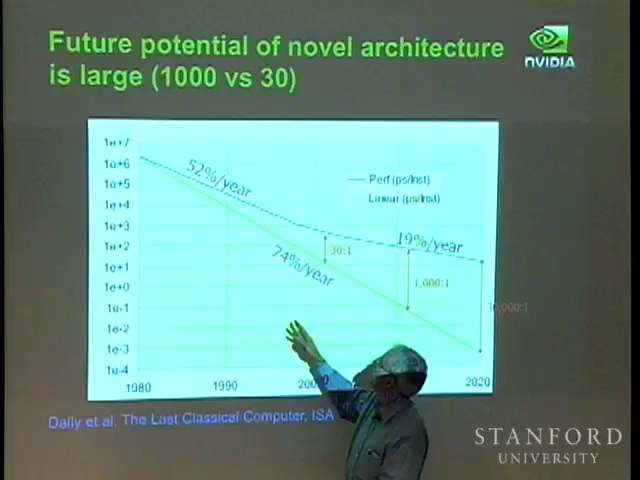 Future potential of novel architecture
is large (1000 vs 30)
NVIDIA
1e+7
1e+6
1e+5
1e+4
1e+3
1e+2
1e+1
1e+0
1e-1
1e-2
1e-3
1e-4
52%/year
Perf (ps/Inst)
Linear (ps/Inst)
19%/year
30:1
74%/year
1,000:1
1980
1990
2020
Dally et al. The Last Classical Computer, ISA
STANFORD
UNIVERSITY